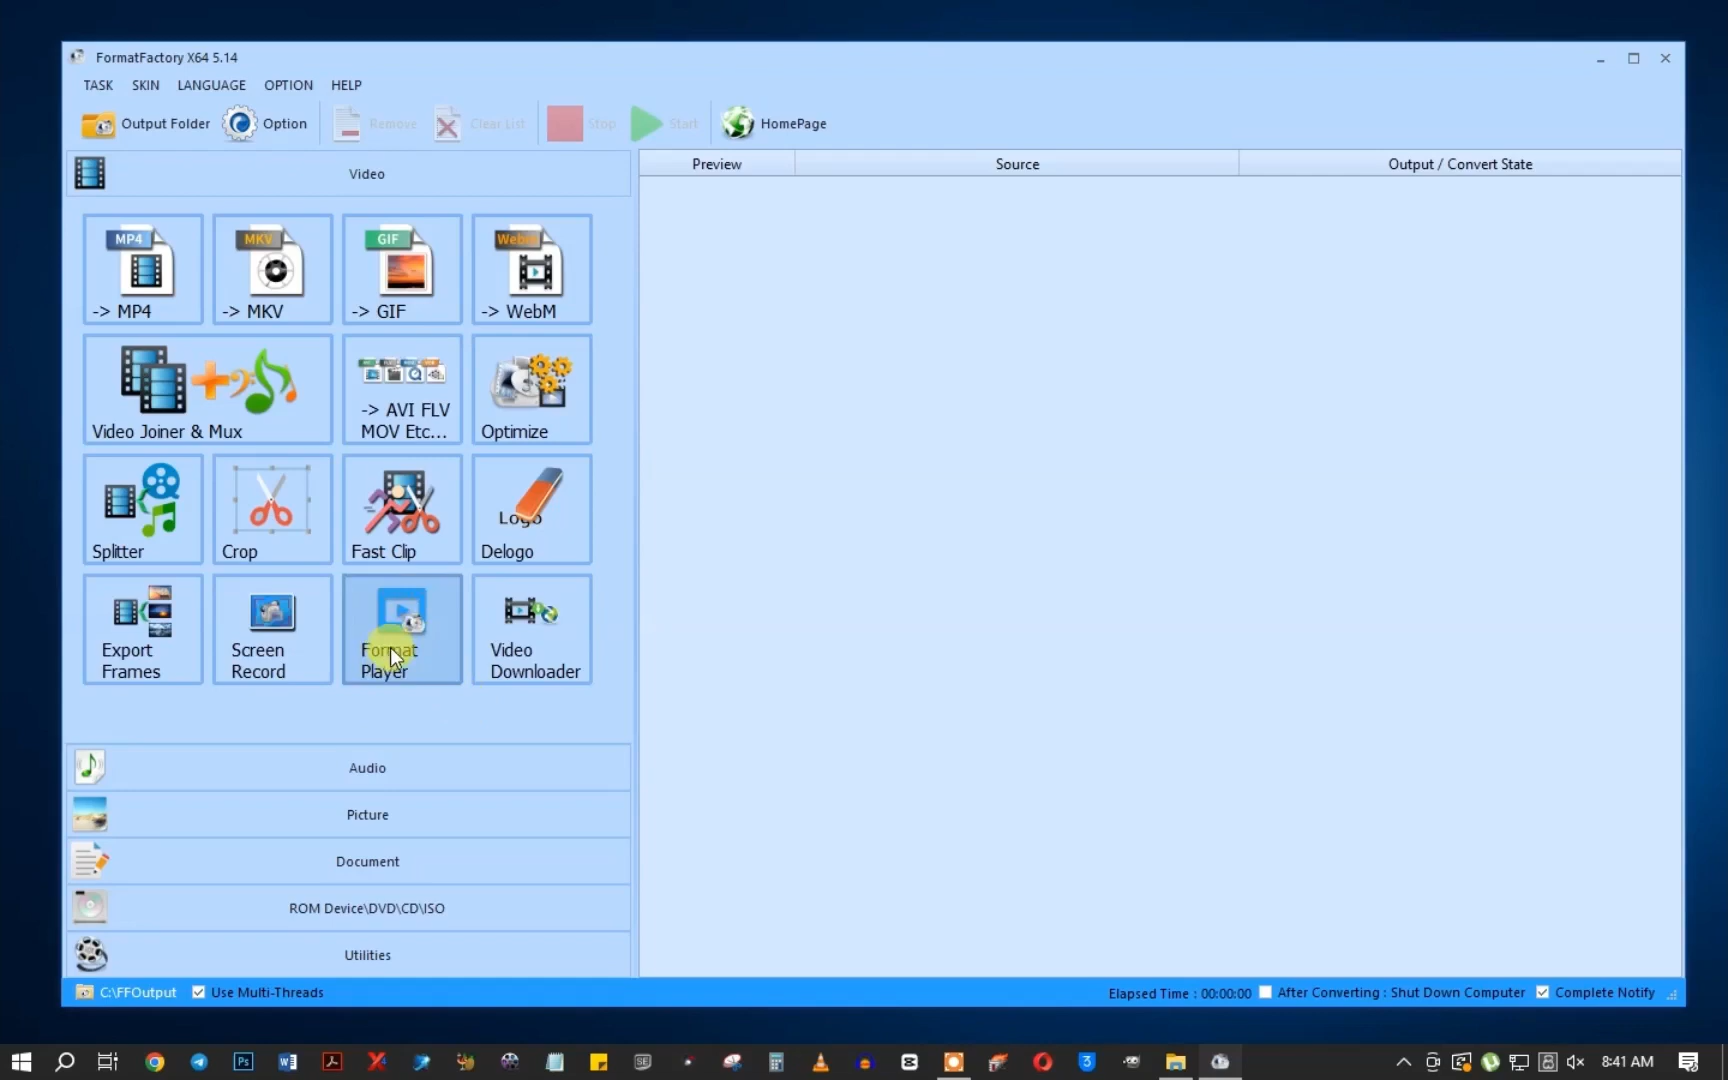 FormatFactory X64 5.14
TASK SKIN LANGUAGE OPTION HELP
Output Folder Option Remove Clear List Stop Start HomePage
Video
Preview Source Output / Convert State
MP4 MKV GIF WebM
-> MP4 -> MKV -> GIF -> WebM
Video Joiner & Mux
-> AVI FLV
MOV Etc...
Optimize
Logo
Splitter Crop Fast Clip Delogo
Export
Frames
Screen
Record
Format
Player
Video
Downloader
Audio
Picture
Document
ROM Device\DVD\CD\ISO
Utilities
C:\FFOutput Use Multi-Threads Elapsed Time : 00:00:00 After Converting : Shut Down Computer Complete Notify
Ps SE 3 8:41 AM